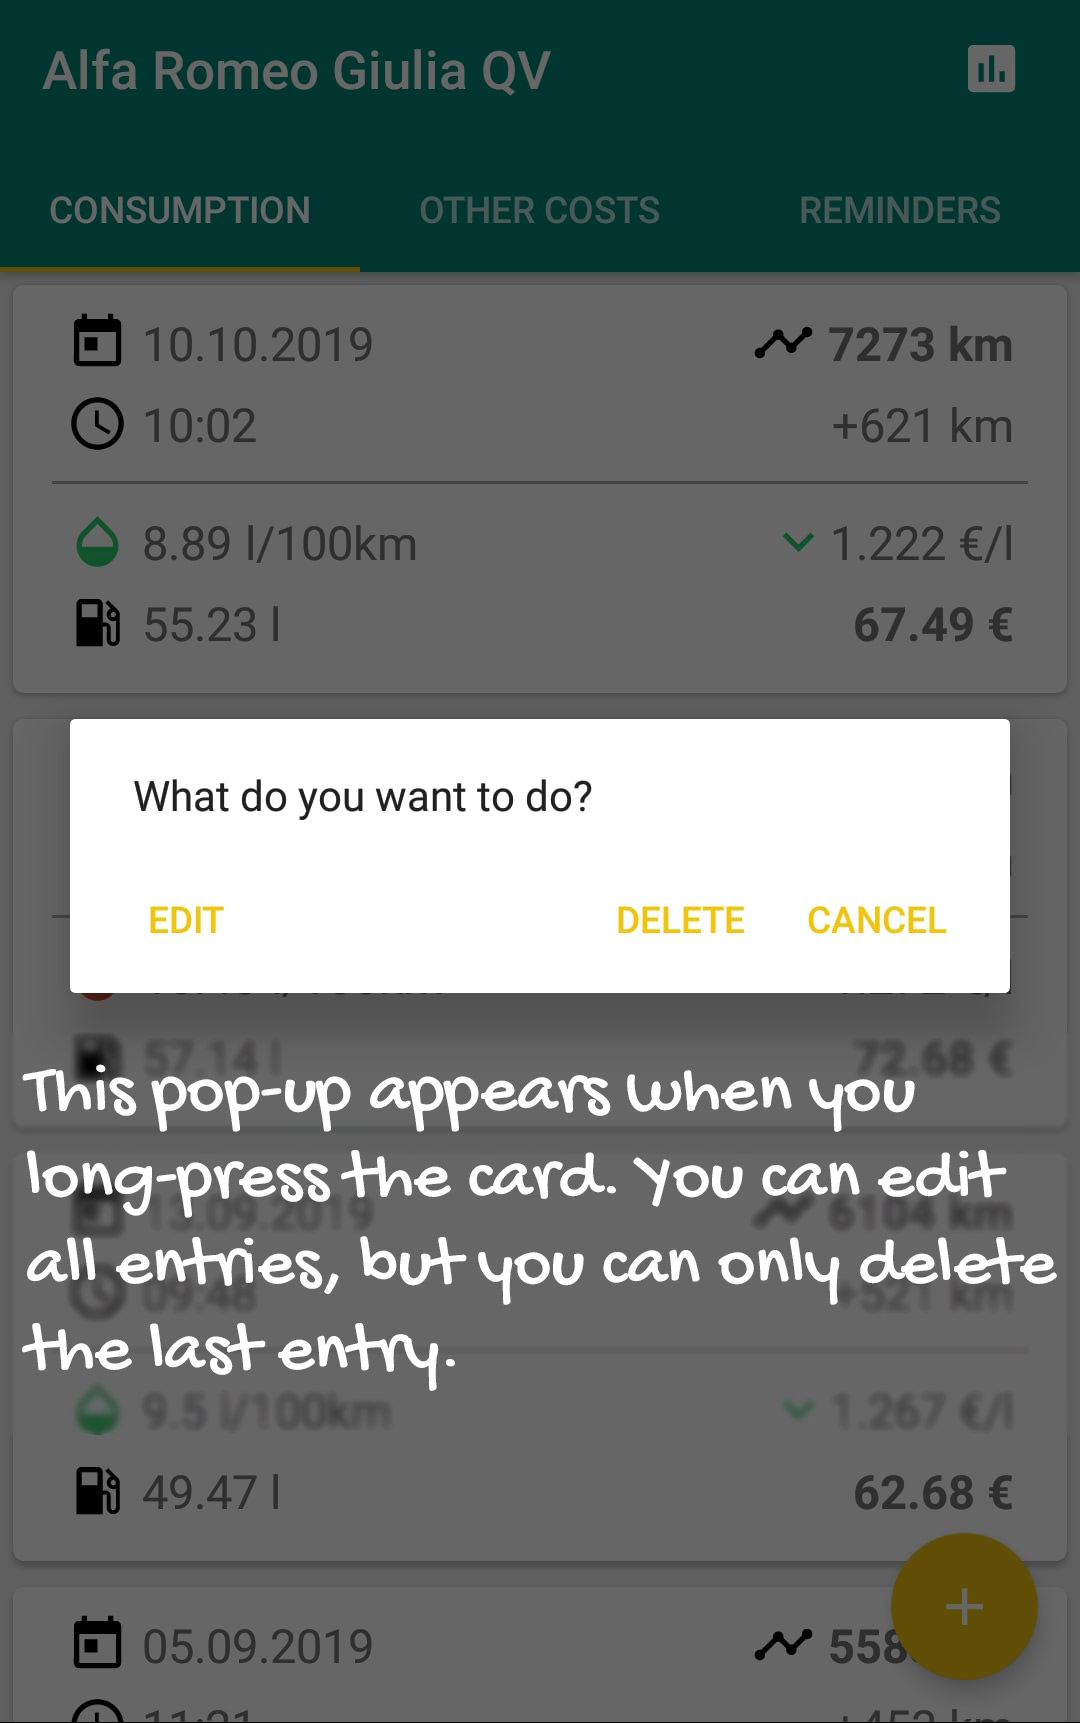 Alfa Romeo Giulia QV
CONSUMPTION OTHER COSTS REMINDERS
10.10.2019 7273 km
10:02 +621 km
8.89 l/100km 1.222 €/l
55.23 l 67.49 €
What do you want to do?
EDIT DELETE CANCEL
57.14 l 72.68 €
This pop-up appears when you
long-press the card. You can edit
all entries, but you can only delete
the last entry.
13.09.2019 6104 km
09:48 +521 km
9.5 l/100km 1.267 €/l
49.47 l 62.68 €
+
05.09.2019 558